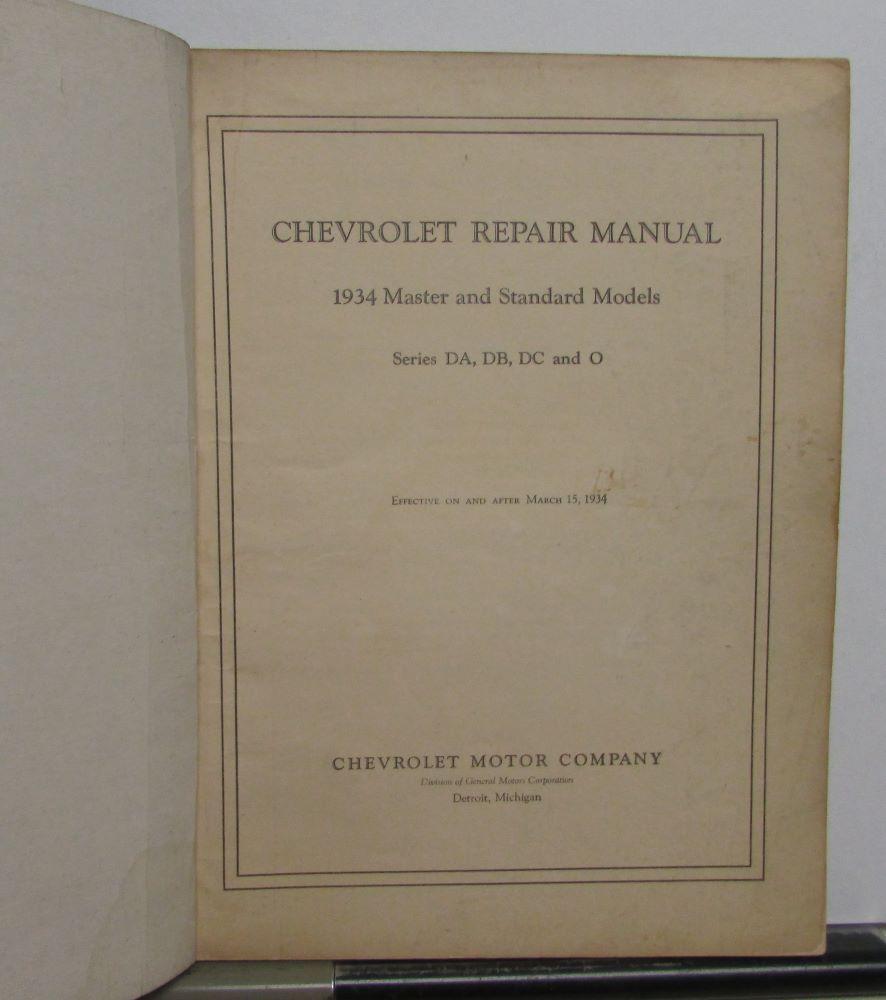 CHEVROLET REPAIR MANUAL
1934 Master and Standard Models
Series DA, DB, DC and O
Effective on and after March 15, 1934
CHEVROLET MOTOR COMPANY
Division of General Motors Corporation
Detroit, Michigan